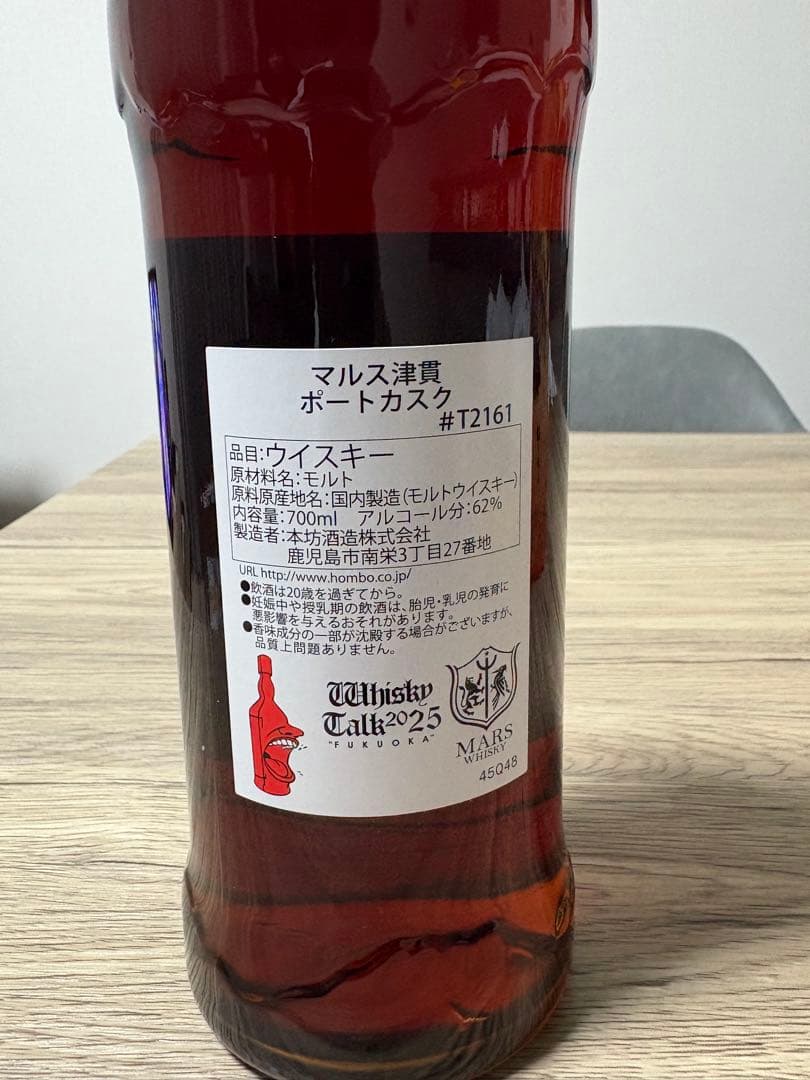 マルス津貫
ポートカスク
#T2161
品目:ウイスキー
原材料名:モルト
原料原産地名:国内製造(モルトウイスキー)
内容量:700ml アルコール分:62%
製造者:本坊酒造株式会社
鹿児島市南栄3丁目27番地
URL http://www.hombo.co.jp/
●飲酒は20歳を過ぎてから。
●妊娠中や授乳期の飲酒は、胎児・乳児の発育に
悪影響を与えるおそれがあります。
●香味成分の一部が沈殿する場合がございますが、
品質上問題ありません。
Whisky
Talk2025
"FUKUOKA"
MARS
WHISKY
45Q48